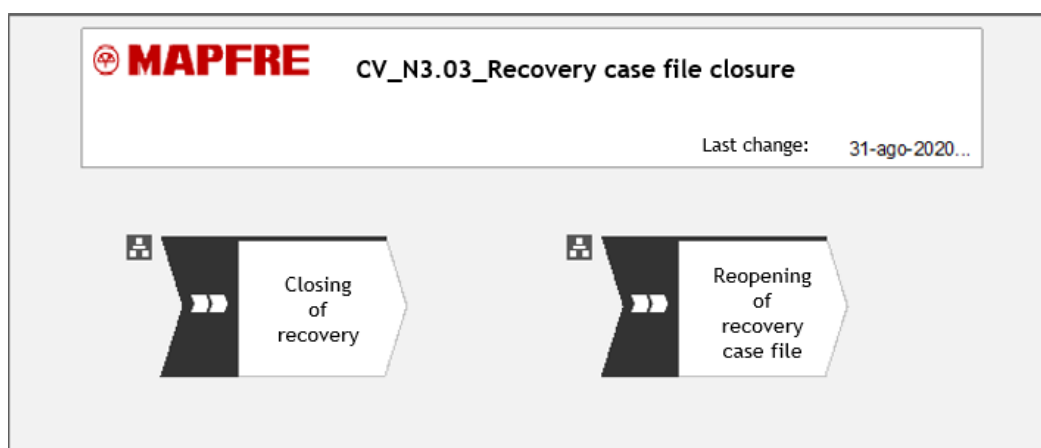 MAPFRE
CV_N3.03_Recovery case file closure
Last change:
31-ago-2020...
Closing
of
recovery
Reopening
of
recovery
case file